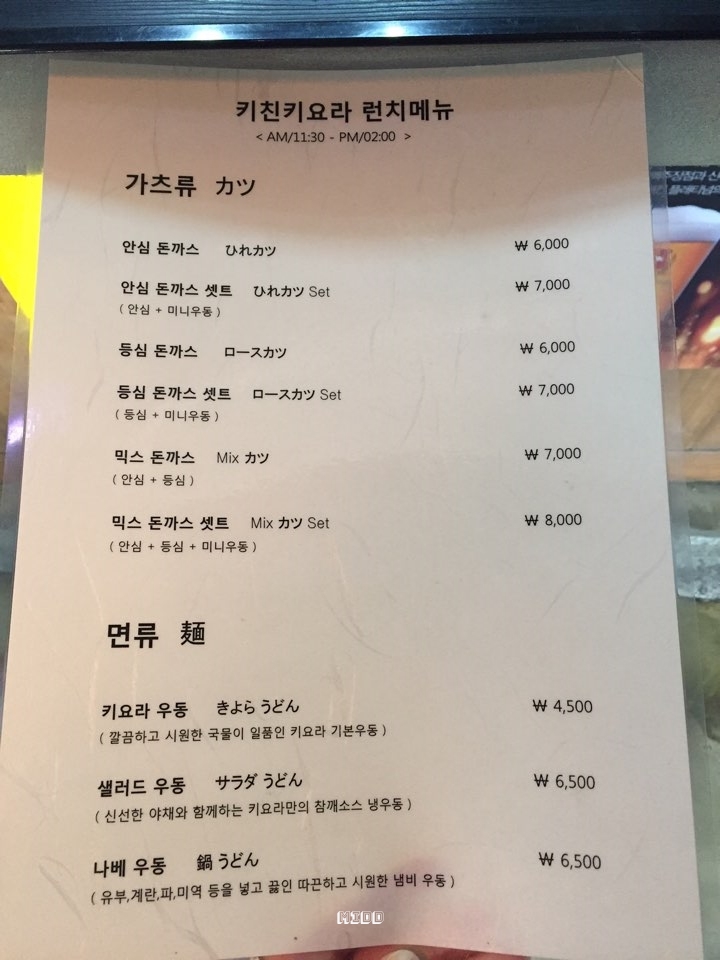 키친키요라 런치메뉴
< AM/11:30 - PM/02:00 >
가츠류 カツ
안심 돈까스 ひれカツ ₩ 6,000
안심 돈까스 셋트 ひれカツ Set ₩ 7,000
( 안심 + 미니우동 )
등심 돈까스 ロースカツ ₩ 6,000
등심 돈까스 셋트 ロースカツ Set ₩ 7,000
( 등심 + 미니우동 )
믹스 돈까스 Mix カツ ₩ 7,000
( 안심 + 등심 )
믹스 돈까스 셋트 Mix カツ Set ₩ 8,000
( 안심 + 등심 + 미니우동 )
면류 麺
키요라 우동 きよら うどん ₩ 4,500
( 깔끔하고 시원한 국물이 일품인 키요라 기본우동 )
샐러드 우동 サラダ うどん ₩ 6,500
( 신선한 야채와 함께하는 키요라만의 참깨소스 냉우동 )
나베 우동 鍋 うどん ₩ 6,500
( 유부,계란,파,미역 등을 넣고 끓인 따끈하고 시원한 냄비 우동 )